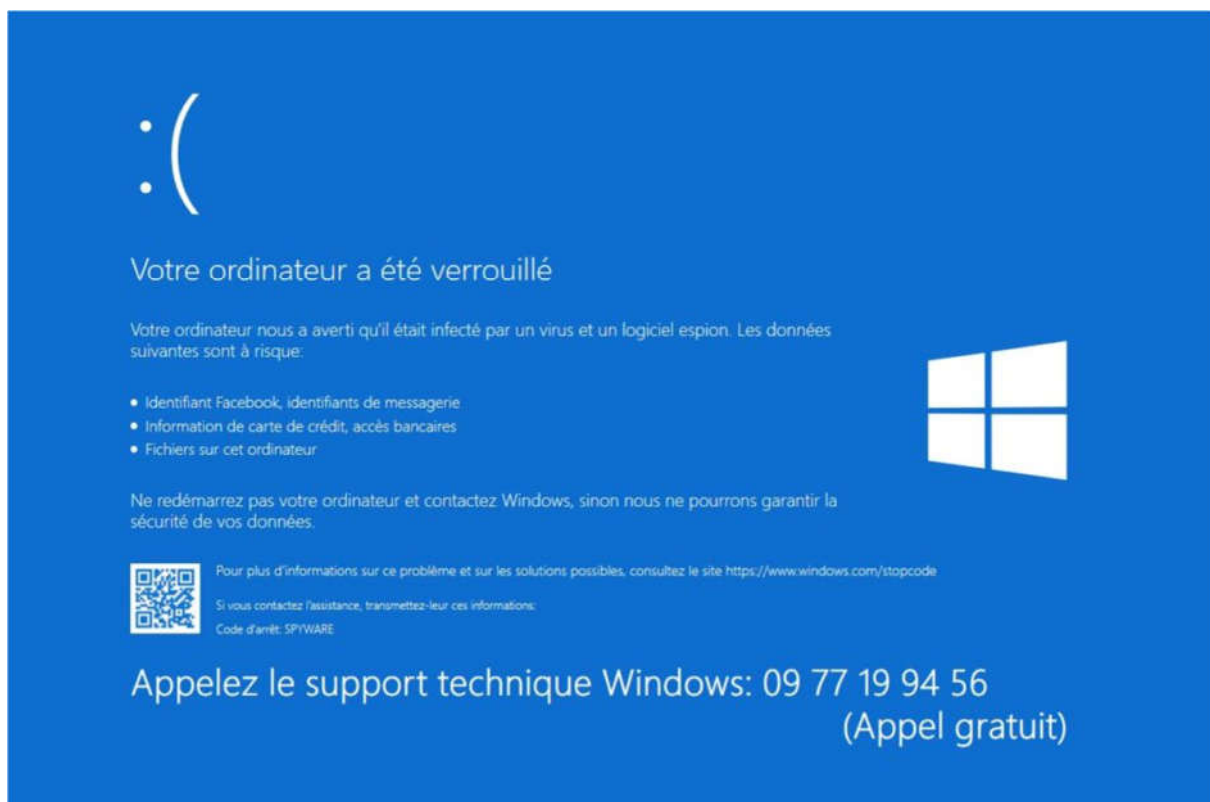 :(
Votre ordinateur a été verrouillé
Votre ordinateur nous a averti qu'il était infecté par un virus et un logiciel espion. Les données
suivantes sont à risque:
• Identifiant Facebook, identifiants de messagerie
• Information de carte de crédit, accès bancaires
• Fichiers sur cet ordinateur
Ne redémarrez pas votre ordinateur et contactez Windows, sinon nous ne pourrons garantir la
sécurité de vos données.
Pour plus d'informations sur ce problème et sur les solutions possibles, consultez le site https://www.windows.com/stopcode
Si vous contactez l'assistance, transmettez-leur ces informations:
Code d'arrêt: SPYWARE
Appelez le support technique Windows: 09 77 19 94 56
(Appel gratuit)